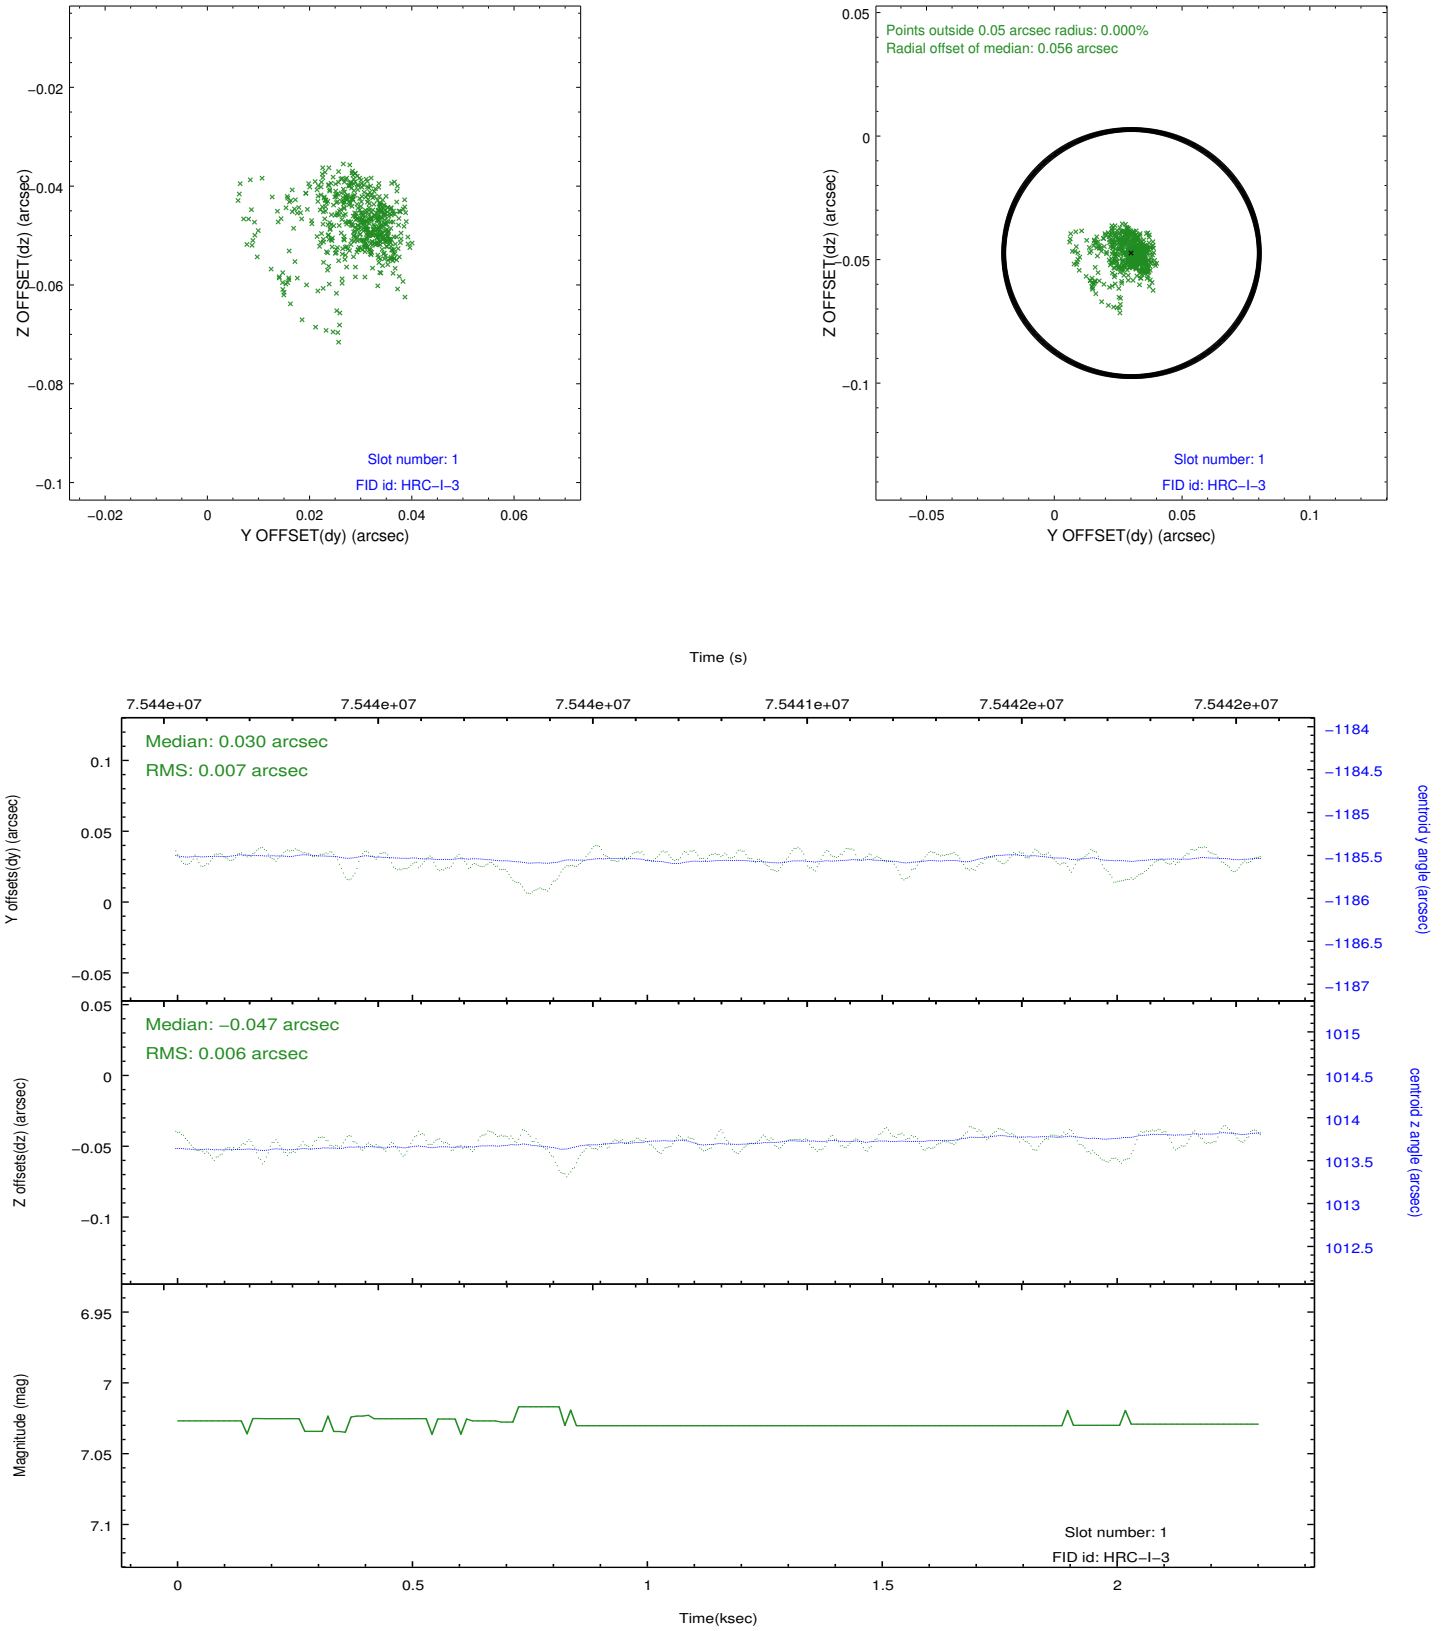 −0.02
−0.04
−0.06
−0.08
−0.1
Z OFFSET(dz) (arcsec)
Slot number: 1
FID id: HRC−I−3
−0.02 0 0.02 0.04 0.06
Y OFFSET(dy) (arcsec)
0.05
0
−0.05
−0.1
Z OFFSET(dz) (arcsec)
Points outside 0.05 arcsec radius: 0.000%
Radial offset of median: 0.056 arcsec
Slot number: 1
FID id: HRC−I−3
−0.05 0 0.05 0.1
Y OFFSET(dy) (arcsec)
Time (s)
7.544e+07 7.544e+07 7.544e+07 7.5441e+07 7.5442e+07 7.5442e+07
Median: 0.030 arcsec
RMS: 0.007 arcsec
0.1
0.05
0
−0.05
Y offsets(dy) (arcsec)
−1184
−1184.5
−1185
−1185.5
−1186
−1186.5
−1187
centroid y angle (arcsec)
Median: −0.047 arcsec
RMS: 0.006 arcsec
0.05
0
−0.05
−0.1
Z offsets(dz) (arcsec)
1015
1014.5
1014
1013.5
1013
1012.5
centroid z angle (arcsec)
6.95
7
7.05
7.1
Magnitude (mag)
Slot number: 1
FID id: HRC−I−3
0 0.5 1 1.5 2
Time(ksec)